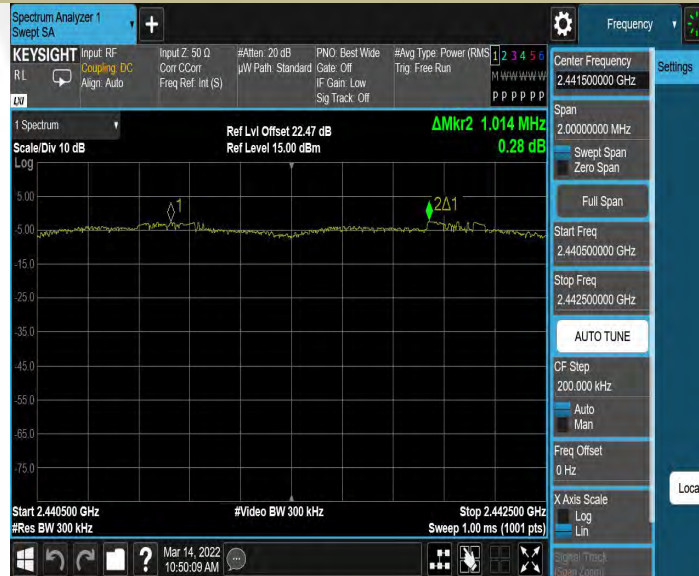 Spectrum Analyzer 1
Swept SA
+
Frequency
KEYSIGHT
RL
LXI
Input: RF
Coupling: DC
Align: Auto
Input Z: 50 Ω
Corr CCorr
Freq Ref: Int (S)
#Atten: 20 dB
µW Path: Standard
PNO: Best Wide
Gate: Off
IF Gain: Low
Sig Track: Off
#Avg Type: Power (RMS
Trig: Free Run
1 2 3 4 5 6
M W W W W W
P P P P P P
Center Frequency
2.441500000 GHz
Settings
Span
2.00000000 MHz
Swept Span
Zero Span
Full Span
Start Freq
2.440500000 GHz
Stop Freq
2.442500000 GHz
AUTO TUNE
CF Step
200.000 kHz
Auto
Man
Freq Offset
0 Hz
X Axis Scale
Log
Lin
Signal Track
(Span Zoom)
Loca
1 Spectrum
Scale/Div 10 dB
Ref Lvl Offset 22.47 dB
Ref Level 15.00 dBm
ΔMkr2 1.014 MHz
0.28 dB
Log
5.00
-5.00
-15.0
-25.0
-35.0
-45.0
-55.0
-65.0
-75.0
1
2Δ1
Start 2.440500 GHz
#Res BW 300 kHz
#Video BW 300 kHz
Stop 2.442500 GHz
Sweep 1.00 ms (1001 pts)
?
Mar 14, 2022
10:50:09 AM